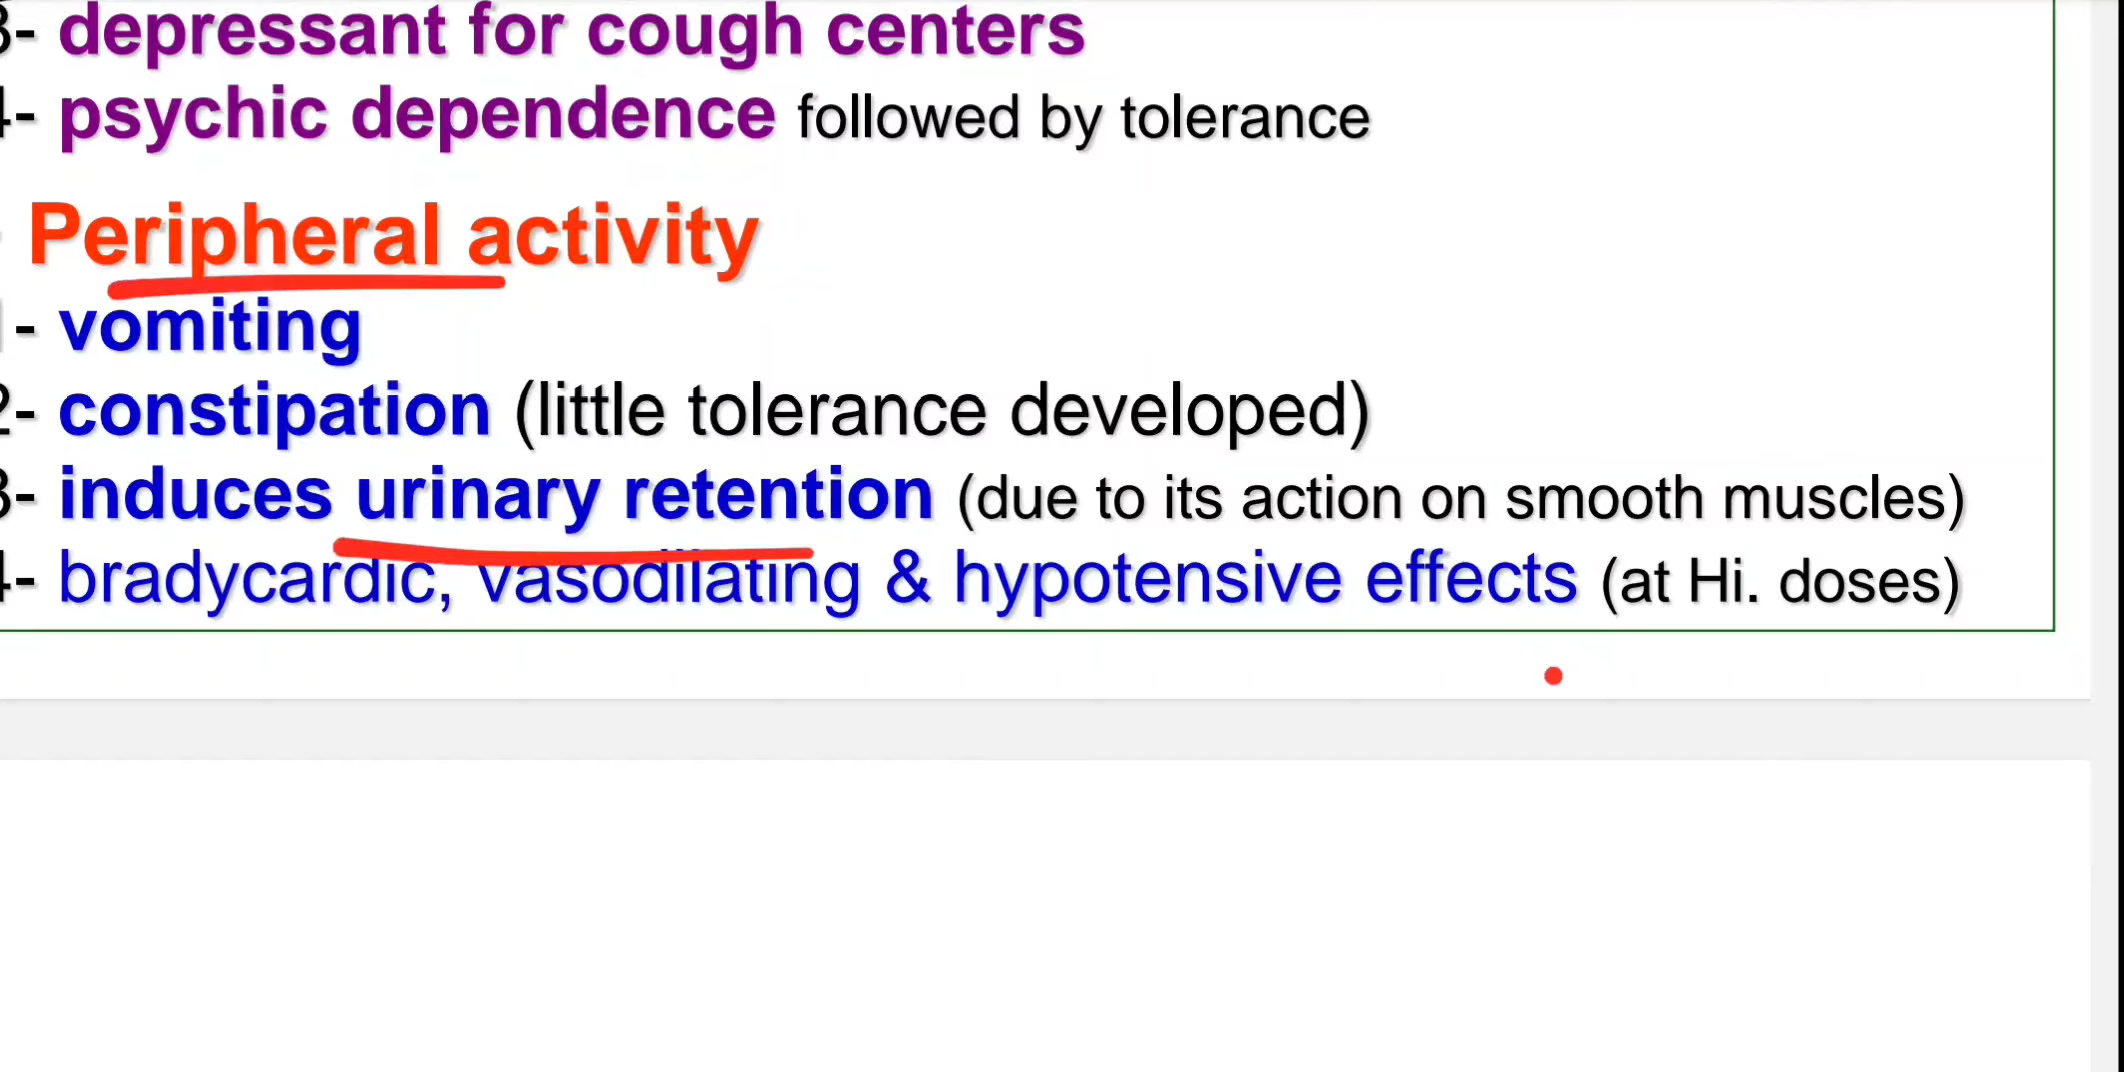 3- depressant for cough centers
4- psychic dependence followed by tolerance
Peripheral activity
1- vomiting
2- constipation (little tolerance developed)
3- induces urinary retention (due to its action on smooth muscles)
4- bradycardic, vasodilating & hypotensive effects (at Hi. doses)